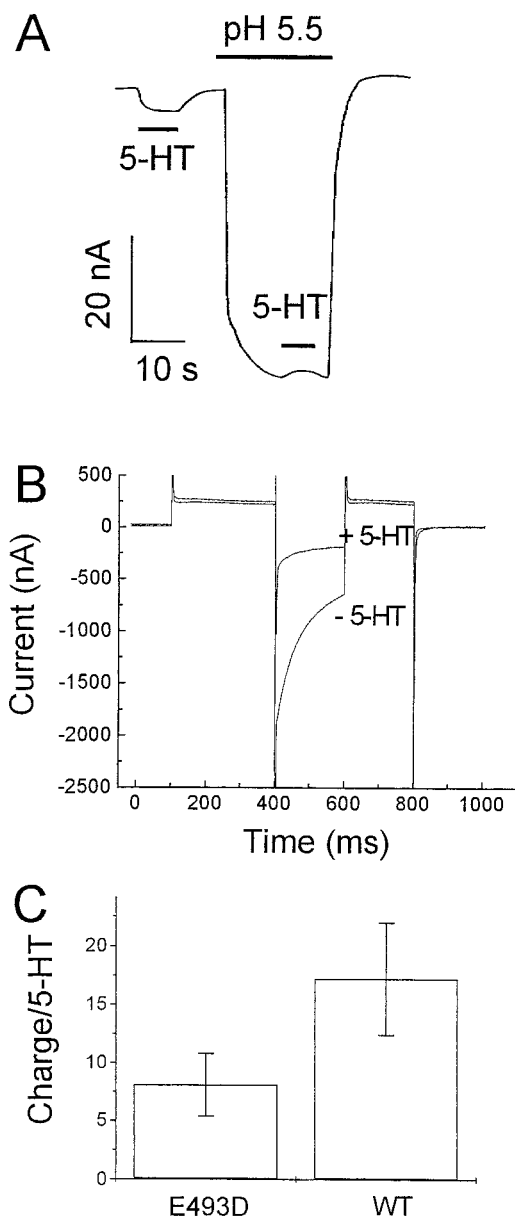 A
pH 5.5
5-HT
20 nA
10 s
5-HT
B
Current (nA)
500
0
-500
-1000
-1500
-2000
-2500
+ 5-HT
- 5-HT
0 200 400 600 800 1000
Time (ms)
C
Charge/5-HT
20
15
10
5
0
E493D WT